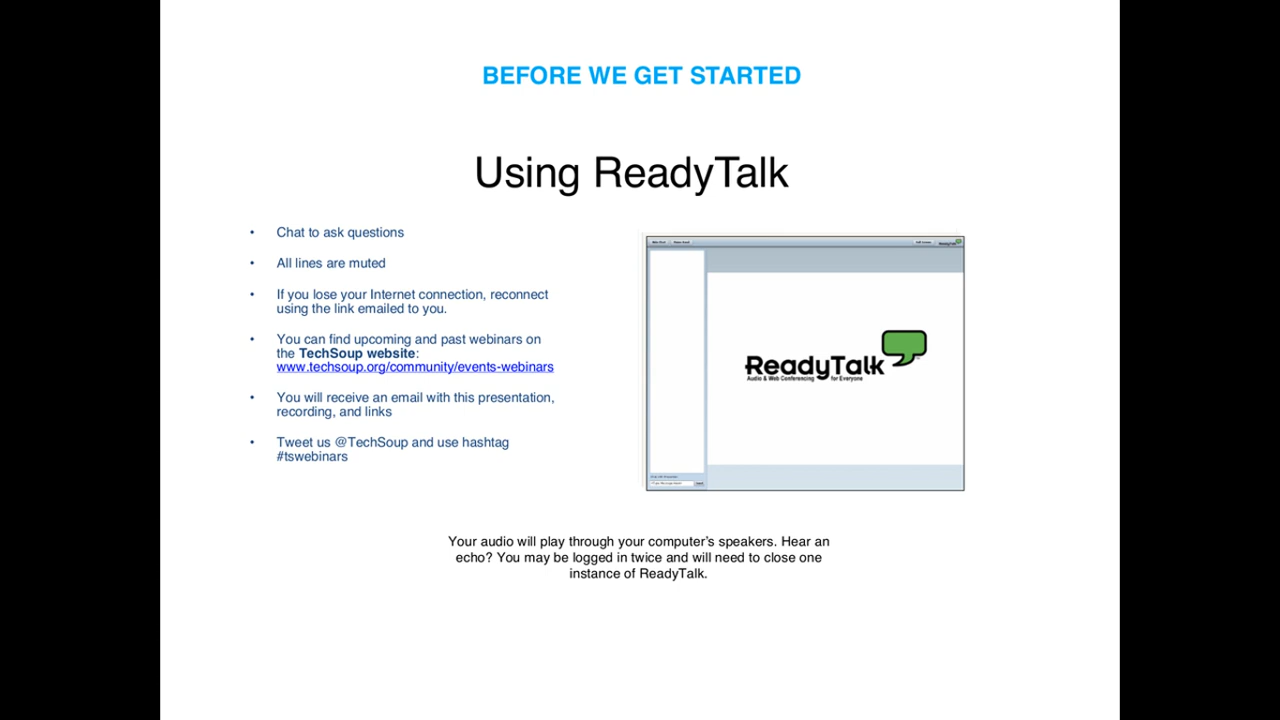 BEFORE WE GET STARTED
Using ReadyTalk
• Chat to ask questions
• All lines are muted
• If you lose your Internet connection, reconnect
using the link emailed to you.
• You can find upcoming and past webinars on
the TechSoup website:
www.techsoup.org/community/events-webinars
• You will receive an email with this presentation,
recording, and links
• Tweet us @TechSoup and use hashtag
#tswebinars
ReadyTalk
ReadyTalk
Audio & Web Conferencing for Everyone
Your audio will play through your computer’s speakers. Hear an
echo? You may be logged in twice and will need to close one
instance of ReadyTalk.